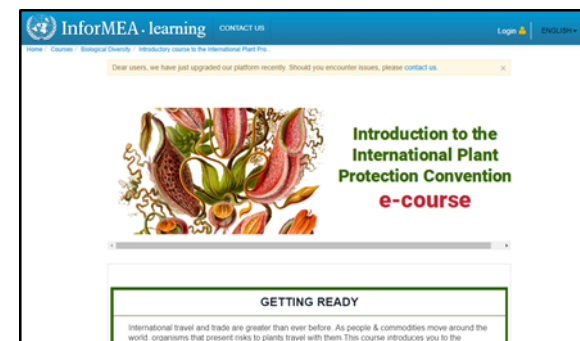 InforMEA · learning CONTACT US Login ENGLISH
Home / Courses / Biological Diversity / Introductory course to the International Plant Pro...
Dear users, we have just upgraded our platform recently. Should you encounter issues, please contact us. ×
Introduction to the
International Plant
Protection Convention
e-course
GETTING READY
International travel and trade are greater than ever before. As people & commodities move around the
world, organisms that present risks to plants travel with them.This course introduces you to the